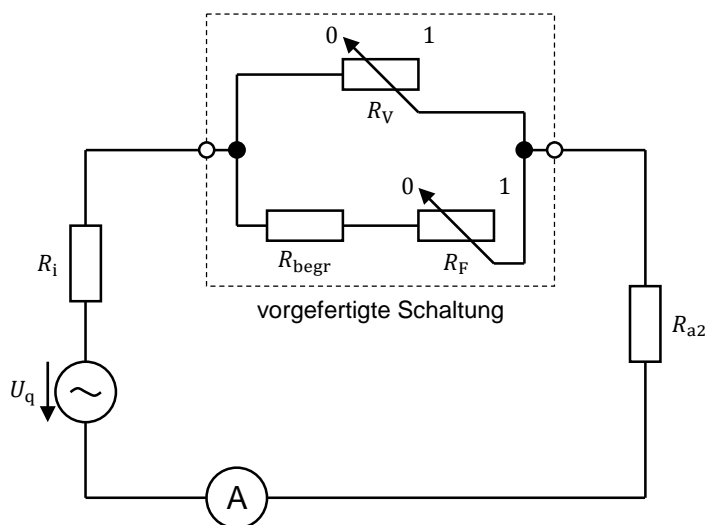 0 1
R_V
0 1
R_begr R_F
R_i
vorgefertigte Schaltung
R_a2
U_q
A